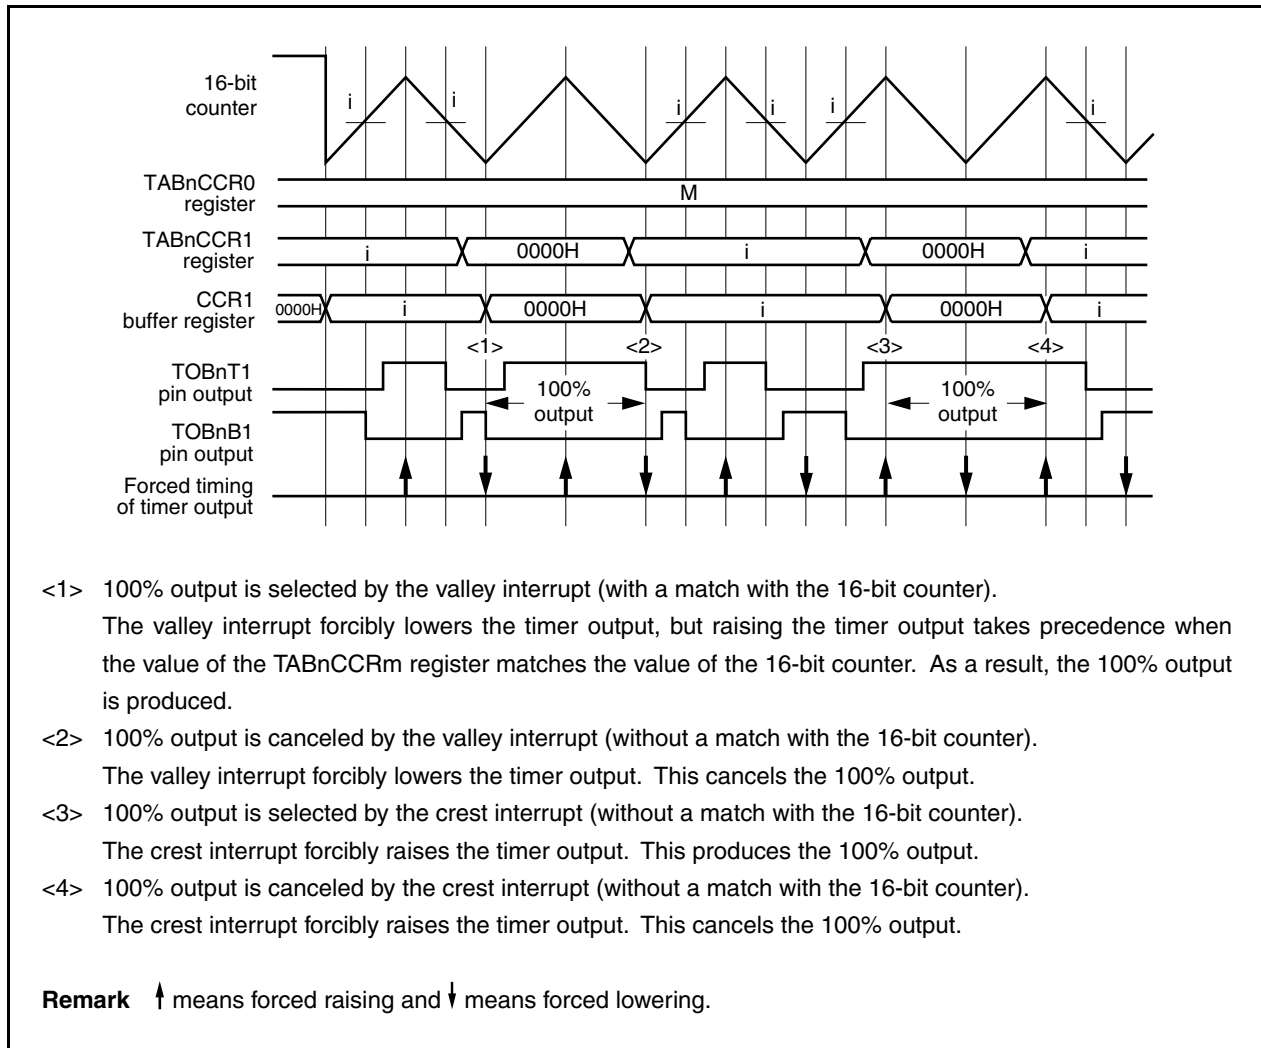 16-bit
counter
i i i i i i
TABnCCR0
register
M
TABnCCR1
register
i 0000H i 0000H i
CCR1
buffer register
0000H i 0000H i 0000H i
<1> <2> <3> <4>
TOBnT1
pin output
100%
output
100%
output
TOBnB1
pin output
Forced timing
of timer output
<1> 100% output is selected by the valley interrupt (with a match with the 16-bit counter).
The valley interrupt forcibly lowers the timer output, but raising the timer output takes precedence when
the value of the TABnCCRm register matches the value of the 16-bit counter. As a result, the 100% output
is produced.
<2> 100% output is canceled by the valley interrupt (without a match with the 16-bit counter).
The valley interrupt forcibly lowers the timer output. This cancels the 100% output.
<3> 100% output is selected by the crest interrupt (without a match with the 16-bit counter).
The crest interrupt forcibly raises the timer output. This produces the 100% output.
<4> 100% output is canceled by the crest interrupt (without a match with the 16-bit counter).
The crest interrupt forcibly raises the timer output. This cancels the 100% output.
Remark ↑ means forced raising and ↓ means forced lowering.